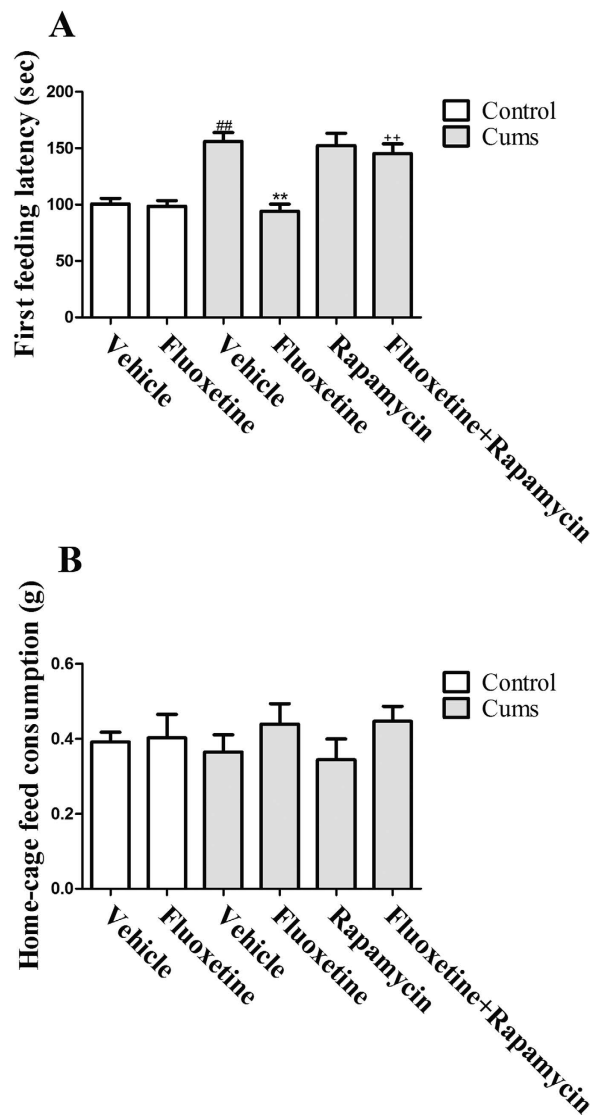 A
First feeding latency (sec)
200
150
100
50
0
##
**
++
Control
Cums
Vehicle
Fluoxetine
Vehicle
Fluoxetine
Rapamycin
Fluoxetine+Rapamycin
B
Home-cage feed consumption (g)
0.6
0.4
0.2
0.0
Control
Cums
Vehicle
Fluoxetine
Vehicle
Fluoxetine
Rapamycin
Fluoxetine+Rapamycin